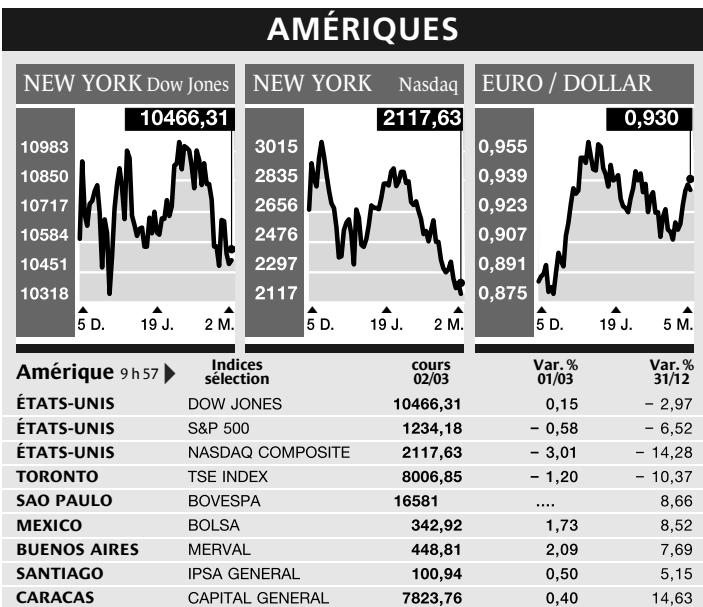 AMÉRIQUES
NEW YORK Dow Jones
10466,31
10983
10850
10717
10584
10451
10318
5 D. 19 J. 2 M.
NEW YORK Nasdaq
2117,63
3015
2835
2656
2476
2297
2117
5 D. 19 J. 2 M.
EURO / DOLLAR
0,930
0,955
0,939
0,923
0,907
0,891
0,875
5 D. 19 J. 5 M.
Amérique 9 h 57 Indices sélection cours 02/03 Var. % 01/03 Var. % 31/12
ÉTATS-UNIS DOW JONES 10466,31 0,15 – 2,97
ÉTATS-UNIS S&P 500 1234,18 – 0,58 – 6,52
ÉTATS-UNIS NASDAQ COMPOSITE 2117,63 – 3,01 – 14,28
TORONTO TSE INDEX 8006,85 – 1,20 – 10,37
SAO PAULO BOVESPA 16581 .... 8,66
MEXICO BOLSA 342,92 1,73 8,52
BUENOS AIRES MERVAL 448,81 2,09 7,69
SANTIAGO IPSA GENERAL 100,94 0,50 5,15
CARACAS CAPITAL GENERAL 7823,76 0,40 14,63